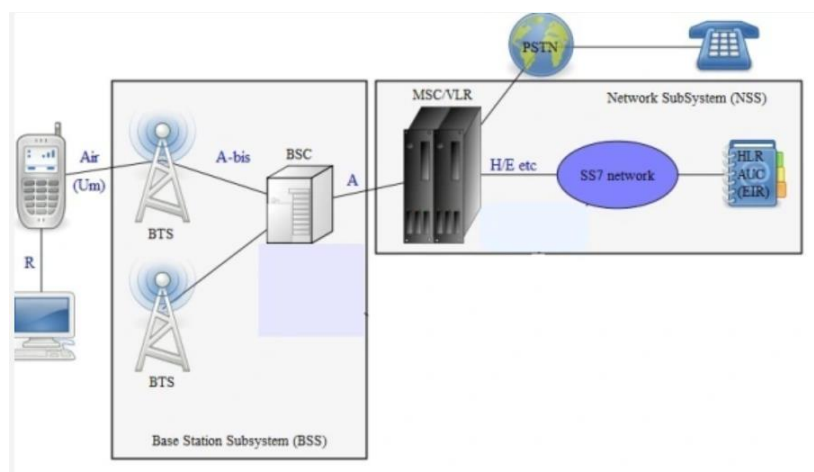 PSTN
MSC/VLR
Network SubSystem (NSS)
Air
(Um)
A-bis
BSC
A
H/E etc
SS7 network
HLR
AUC
(EIR)
BTS
R
BTS
Base Station Subsystem (BSS)